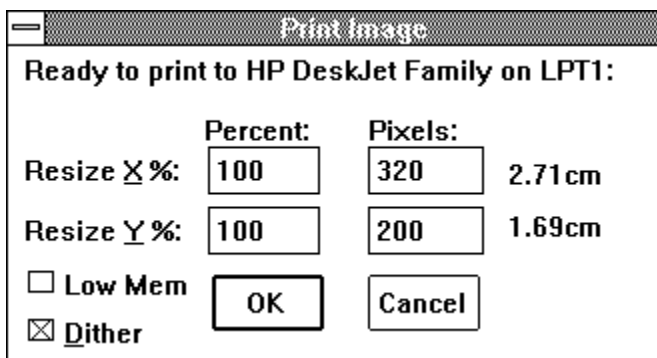 Print Image
Ready to print to HP DeskJet Family on LPT1:
Percent: Pixels:
Resize X %: 100 320 2.71cm
Resize Y %: 100 200 1.69cm
Low Mem
OK Cancel
Dither